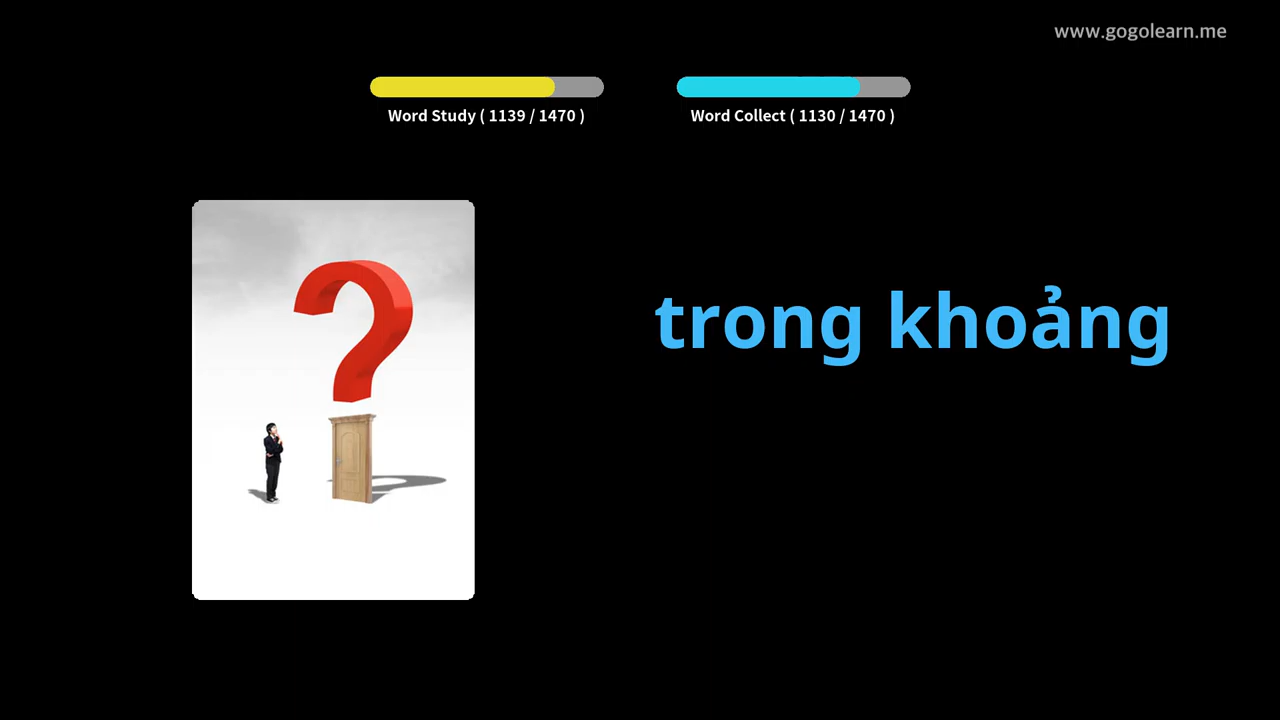 www.gogolearn.me
Word Study ( 1139 / 1470 )
Word Collect ( 1130 / 1470 )
?
trong khoảng